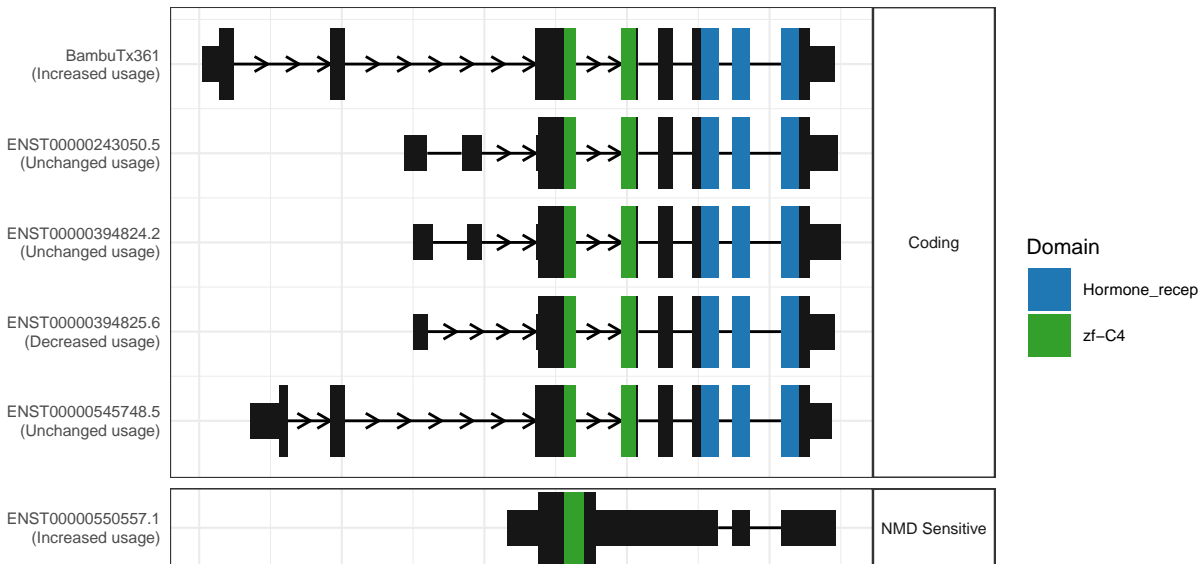 BambuTx361
(Increased usage)
ENST00000243050.5
(Unchanged usage)
ENST00000394824.2
(Unchanged usage)
ENST00000394825.6
(Decreased usage)
ENST00000545748.5
(Unchanged usage)
Coding
ENST00000550557.1
(Increased usage)
NMD Sensitive
Domain
Hormone_recep
zf−C4